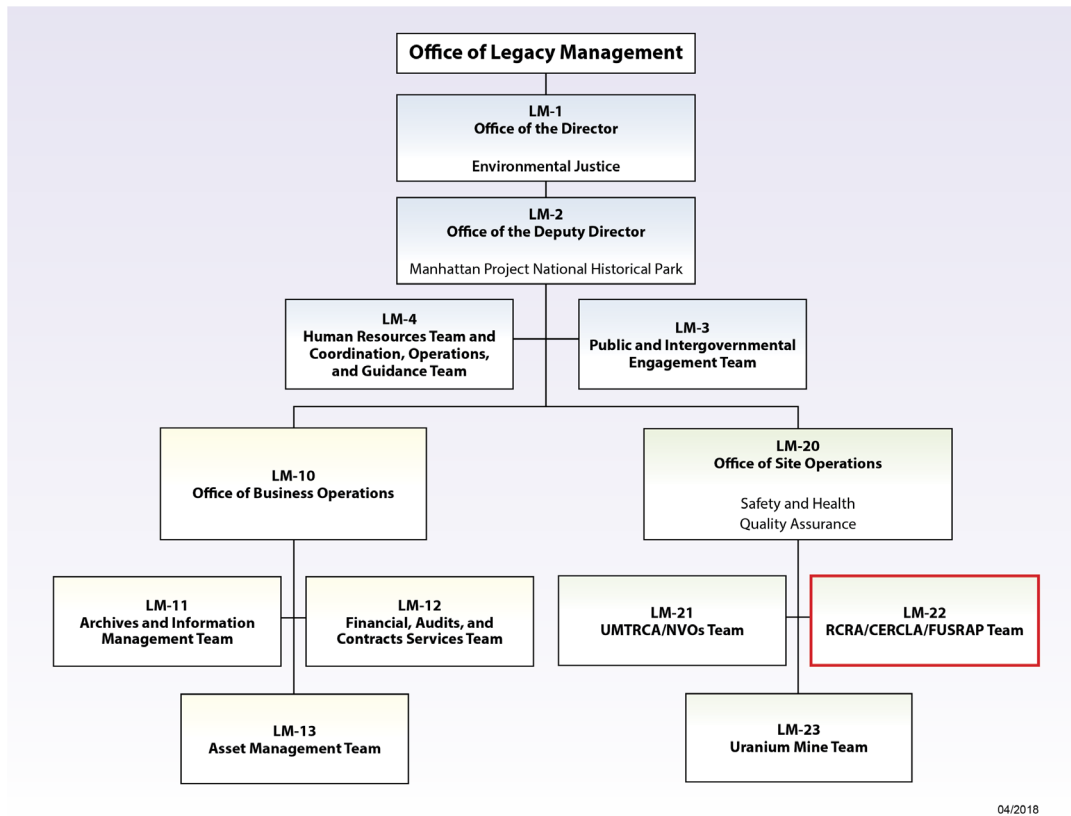 Office of Legacy Management
LM-1
Office of the Director
Environmental Justice
LM-2
Office of the Deputy Director
Manhattan Project National Historical Park
LM-4
Human Resources Team and
Coordination, Operations,
and Guidance Team
LM-3
Public and Intergovernmental
Engagement Team
LM-10
Office of Business Operations
LM-20
Office of Site Operations
Safety and Health
Quality Assurance
LM-11
Archives and Information
Management Team
LM-12
Financial, Audits, and
Contracts Services Team
LM-21
UMTRCA/NVOs Team
LM-22
RCRA/CERCLA/FUSRAP Team
LM-13
Asset Management Team
LM-23
Uranium Mine Team
04/2018